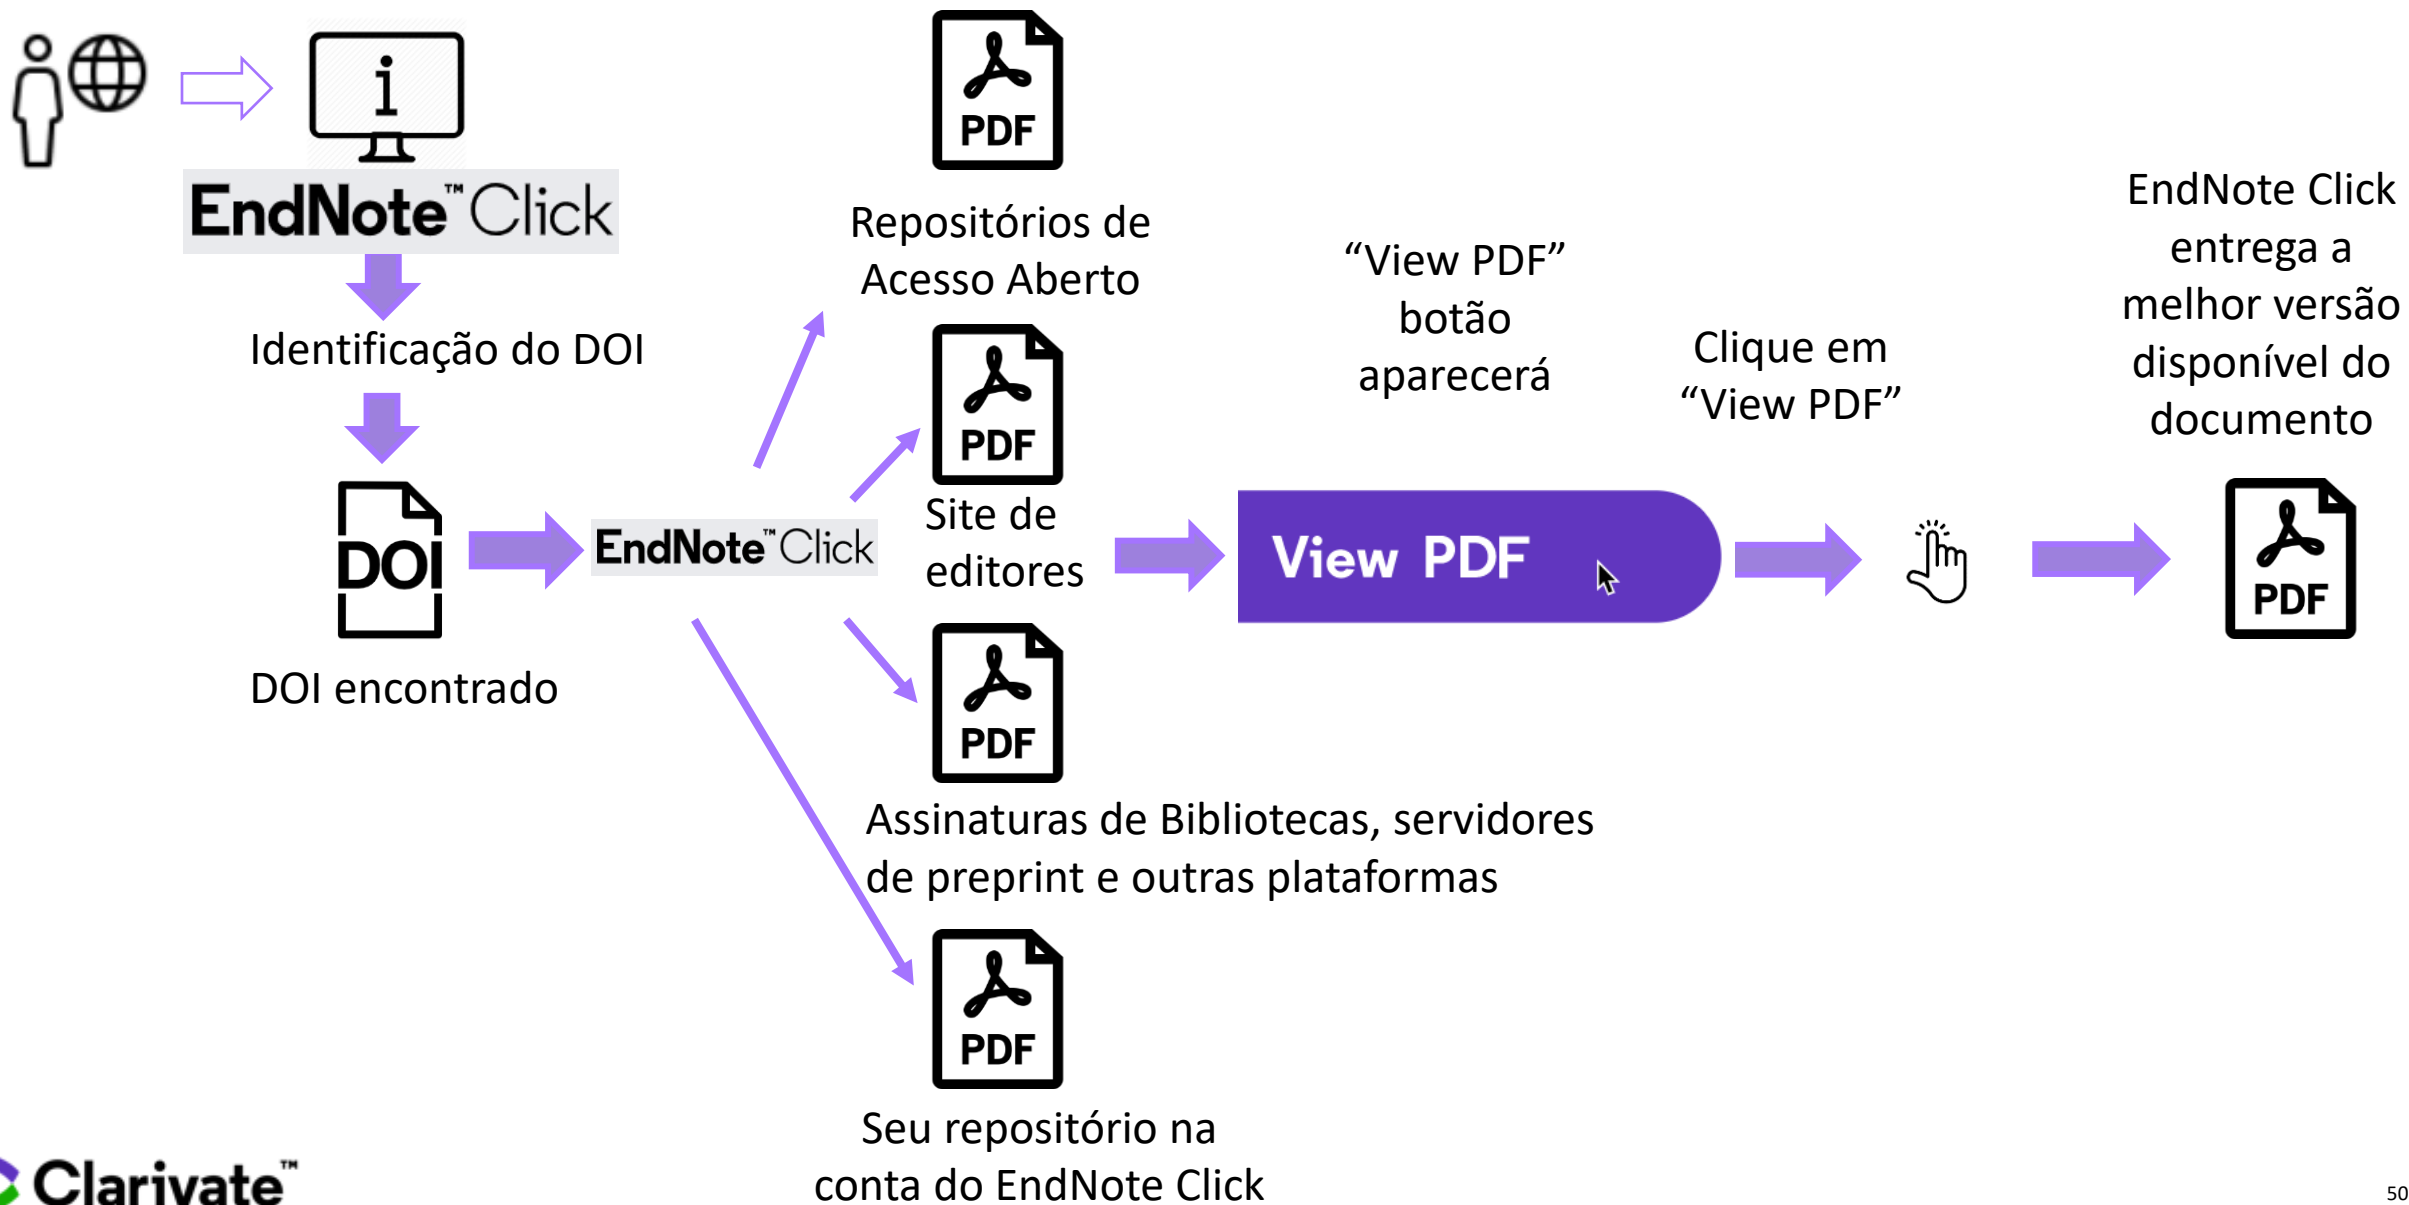 i
EndNote™ Click
Identificação do DOI
DOI
DOI encontrado
EndNote™ Click
PDF
Repositórios de
Acesso Aberto
PDF
Site de
editores
PDF
Assinaturas de Bibliotecas, servidores
de preprint e outras plataformas
PDF
Seu repositório na
conta do EndNote Click
“View PDF”
botão
aparecerá
View PDF
Clique em
“View PDF”
EndNote Click
entrega a
melhor versão
disponível do
documento
PDF
Clarivate™
50